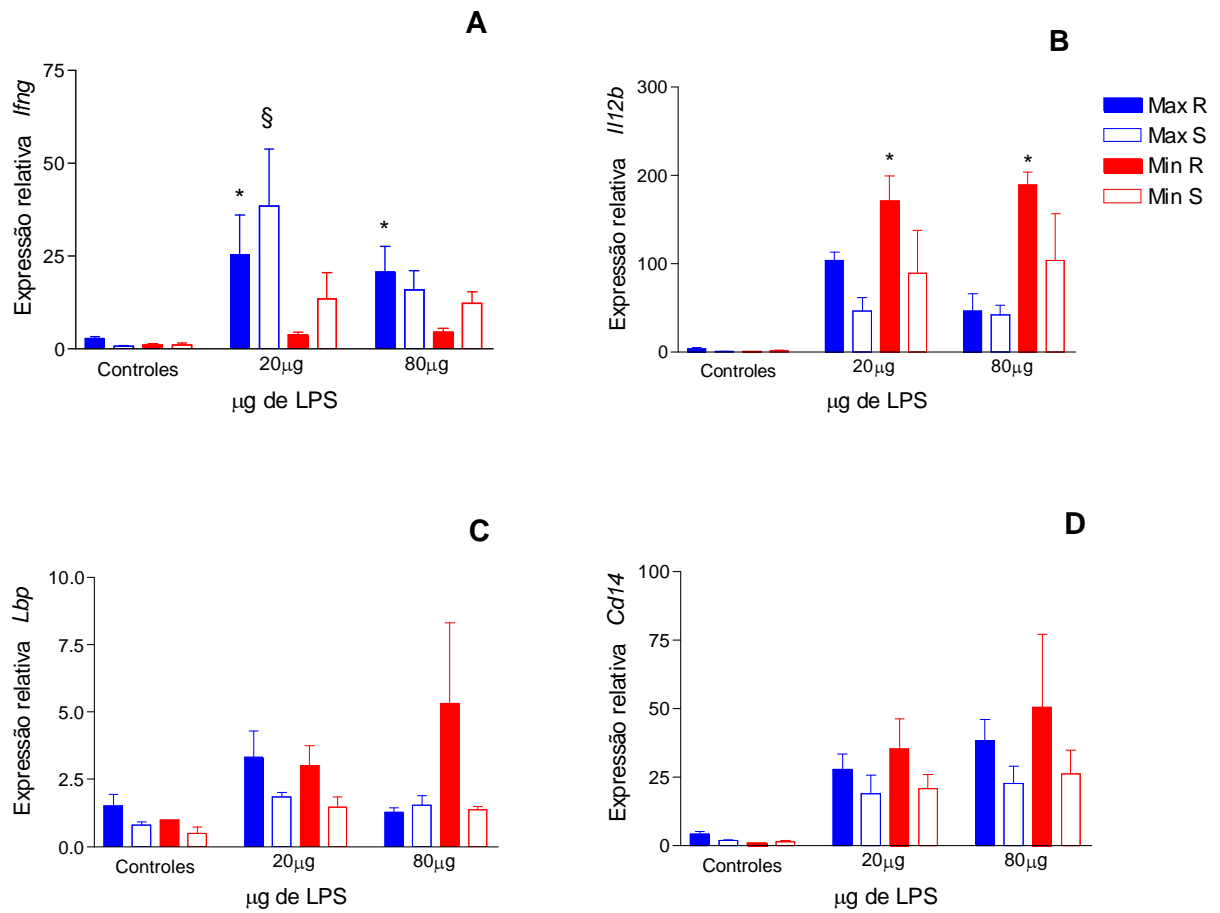 A
Expressão relativa Ifng
75
50
25
0
*
§
*
Controles 20μg 80μg
μg de LPS
B
Expressão relativa Il12b
300
200
100
0
*
*
Controles 20μg 80μg
μg de LPS
Max R
Max S
Min R
Min S
C
Expressão relativa Lbp
10.0
7.5
5.0
2.5
0.0
Controles 20μg 80μg
μg de LPS
D
Expressão relativa Cd14
100
75
50
25
0
Controles 20μg 80μg
μg de LPS